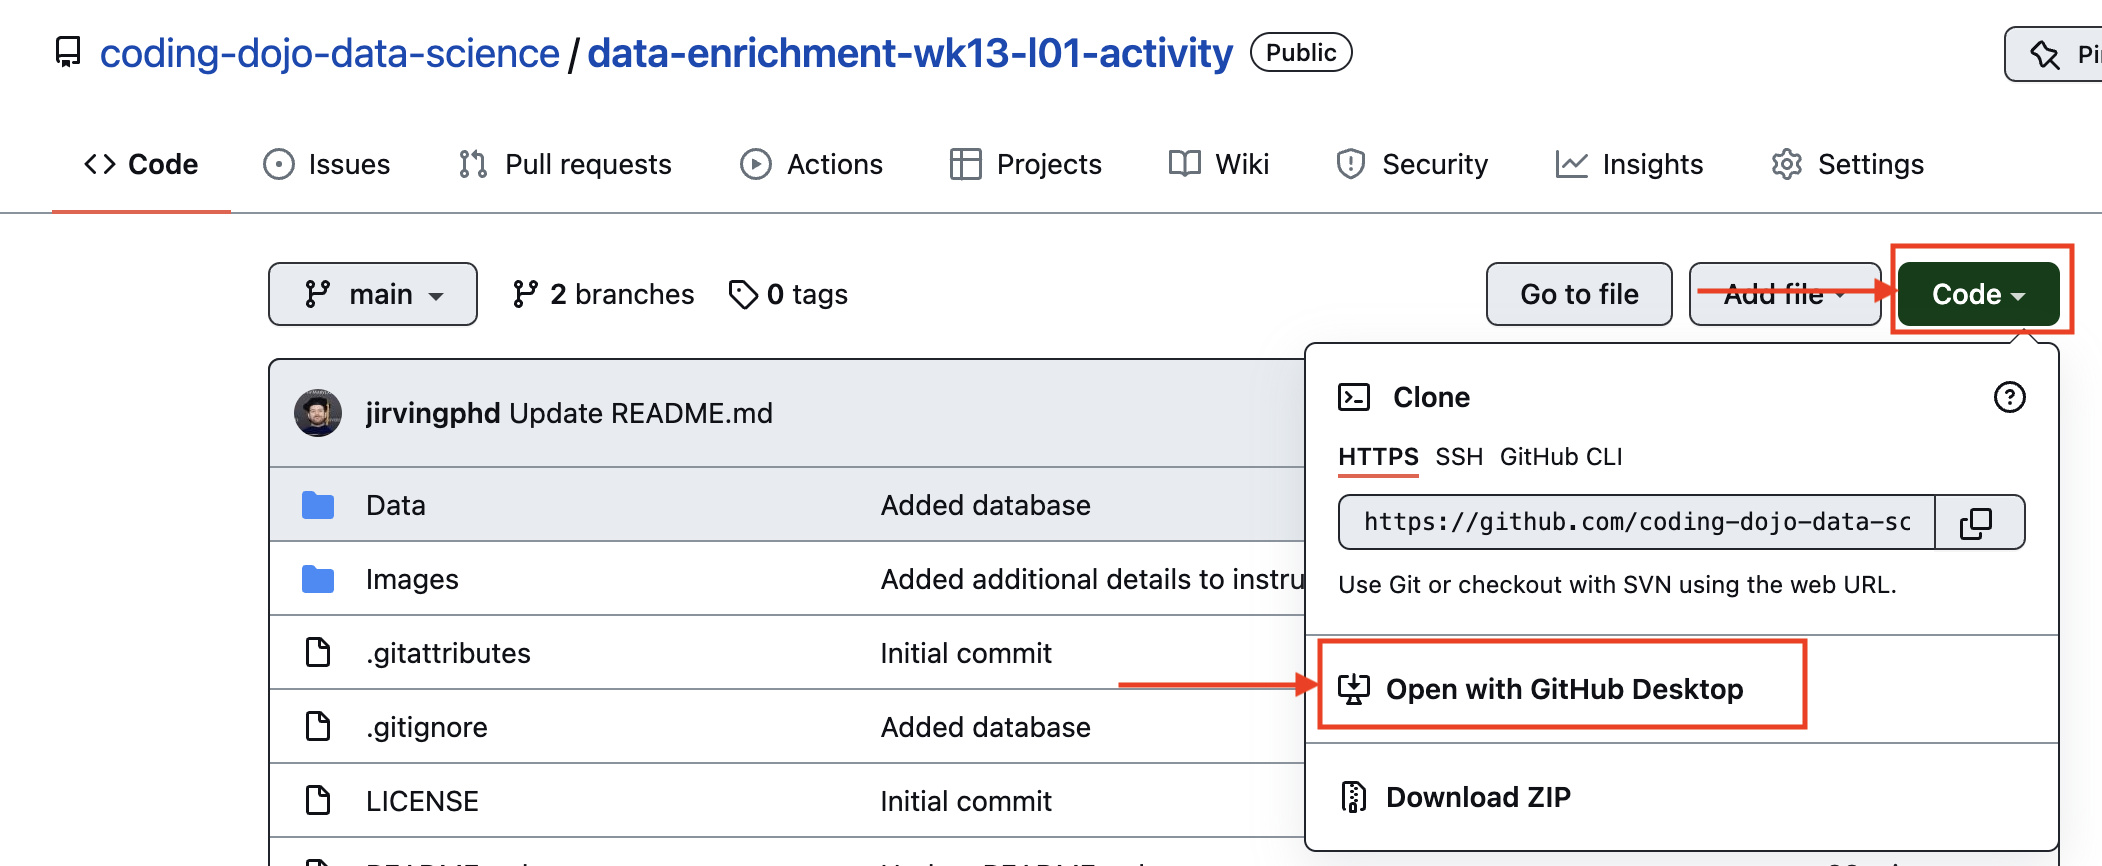 coding-dojo-data-science / data-enrichment-wk13-l01-activity Public
Code Issues Pull requests Actions Projects Wiki Security Insights Settings
main 2 branches 0 tags Go to file Add file Code
jirvingphd Update README.md
Clone
HTTPS SSH GitHub CLI
Data Added database
https://github.com/coding-dojo-data-sc
Images Added additional details to instru
Use Git or checkout with SVN using the web URL.
.gitattributes Initial commit
Open with GitHub Desktop
.gitignore Added database
LICENSE Initial commit
Download ZIP